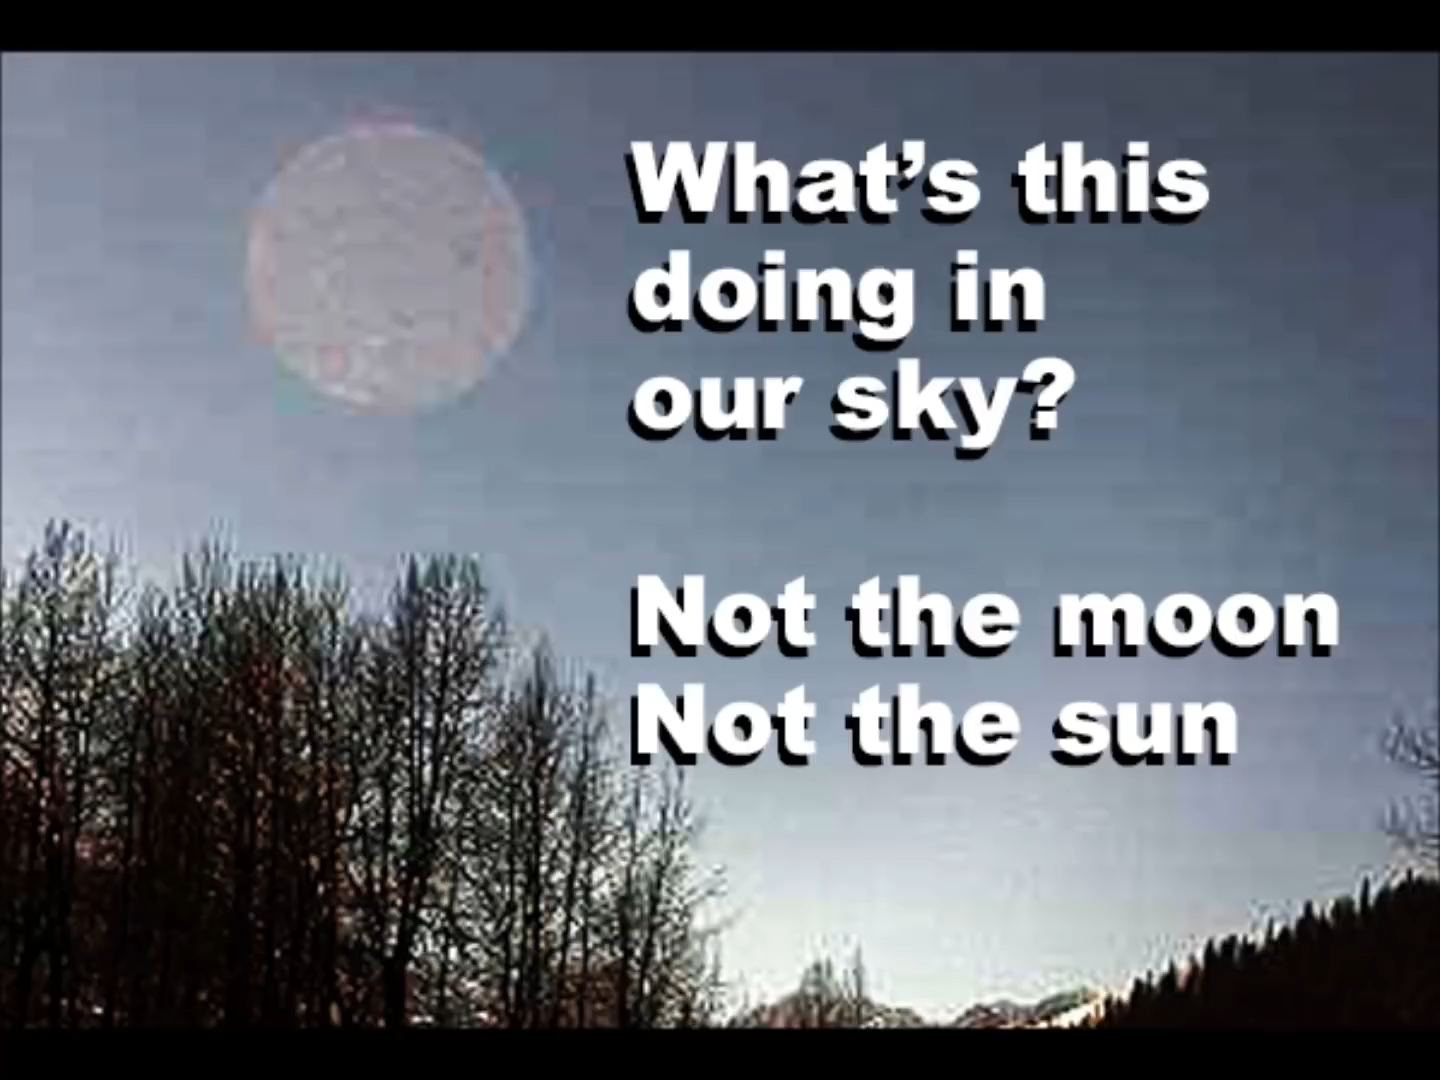 What’s this
doing in
our sky?
Not the moon
Not the sun